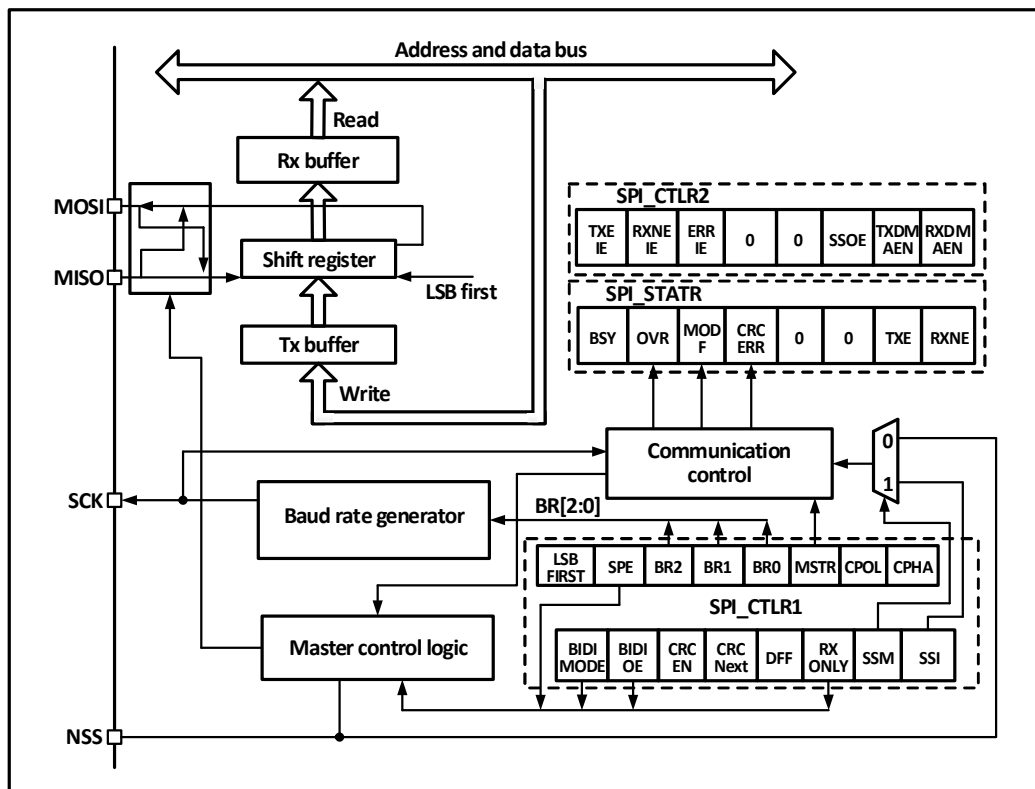 Address and data bus
Read
Rx buffer
MOSI
MISO
Shift register
LSB first
Tx buffer
Write
SPI_CTLR2
TXE
IE
RXNE
IE
ERR
IE
0
0
SSOE
TXDM
AEN
RXDM
AEN
SPI_STATR
BSY
OVR
MOD
F
CRC
ERR
0
0
TXE
RXNE
Communication
control
0
1
SCK
Baud rate generator
BR[2:0]
LSB
FIRST
SPE
BR2
BR1
BR0
MSTR
CPOL
CPHA
SPI_CTLR1
Master control logic
BIDI
MODE
BIDI
OE
CRC
EN
CRC
Next
DFF
RX
ONLY
SSM
SSI
NSS